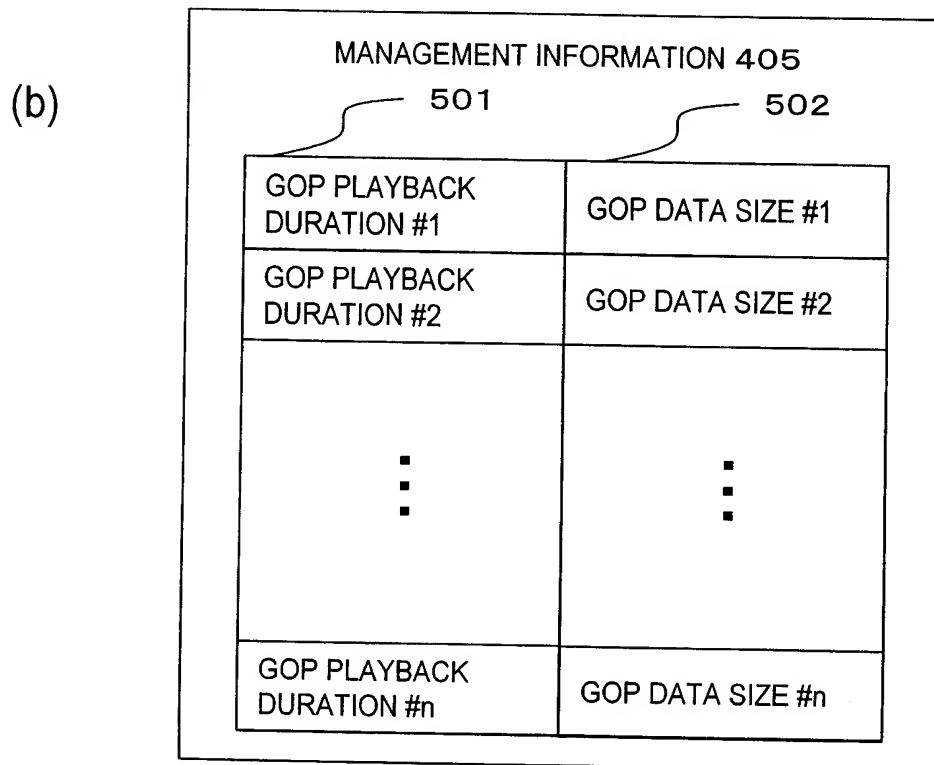 (b)
MANAGEMENT INFORMATION 405
501
502
GOP PLAYBACK
DURATION #1
GOP DATA SIZE #1
GOP PLAYBACK
DURATION #2
GOP DATA SIZE #2
GOP PLAYBACK
DURATION #n
GOP DATA SIZE #n